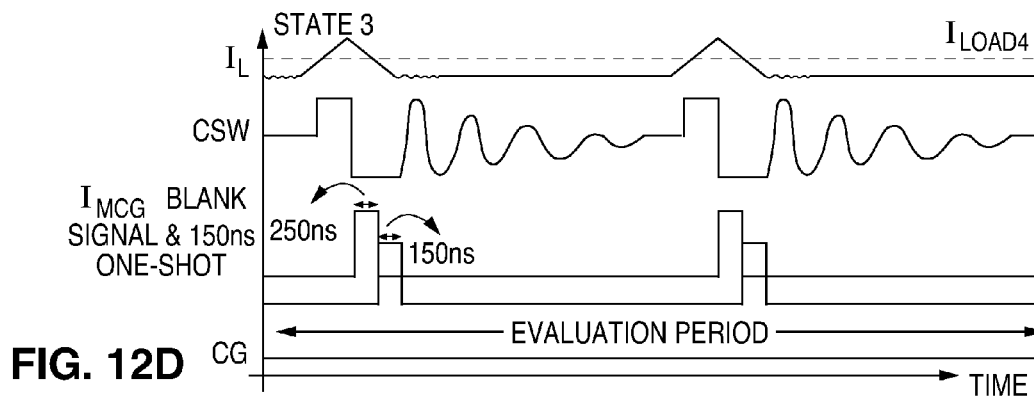 STATE 3
I_L
I_LOAD4
CSW
I_MCG BLANK
SIGNAL & 150ns
ONE-SHOT
250ns
150ns
EVALUATION PERIOD
CG
FIG. 12D
TIME